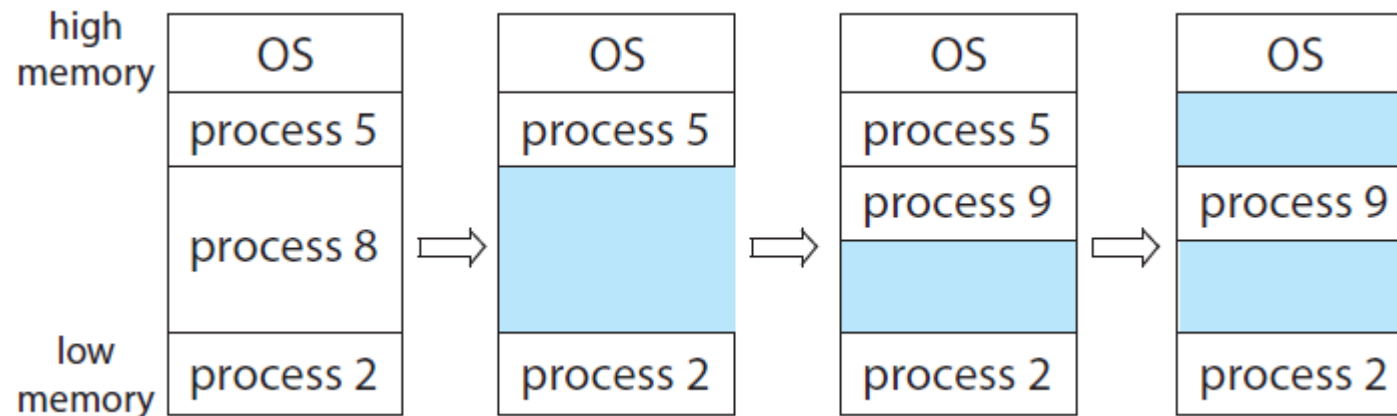 high
memory
OS
process 5
process 8
process 2
low
memory
OS
process 5
process 2
OS
process 5
process 9
process 2
OS
process 9
process 2